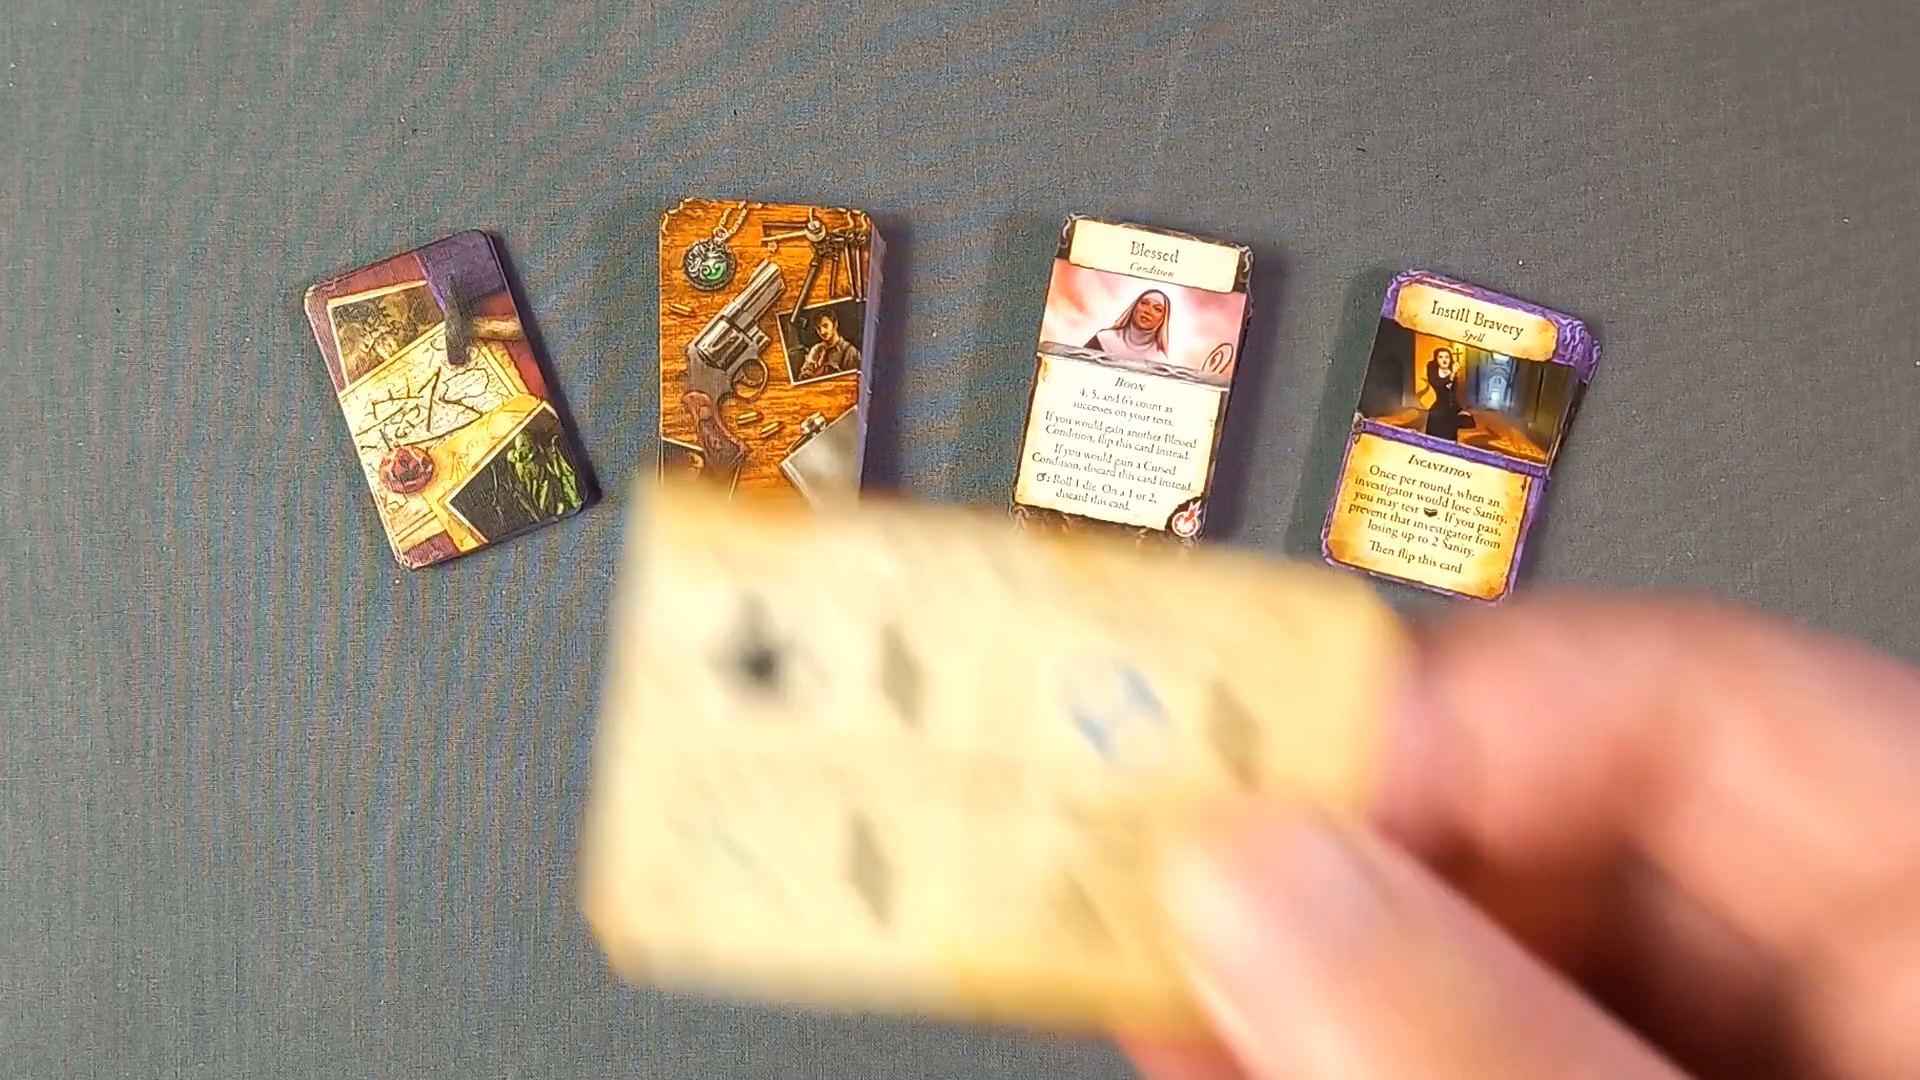 Blessed
Condition
BOON
4, 5, and 6's count as
successes on your tests.
If you would gain another Blessed
Condition, flip this card instead.
If you would gain a Cursed
Condition, discard this card instead.
: Roll 1 die. On a 1 or 2,
discard this card.
Instill Bravery
Spell
INCANTATION
Once per round, when an
investigator would lose Sanity,
you may test . If you pass,
prevent that investigator from
losing up to 2 Sanity.
Then flip this card.